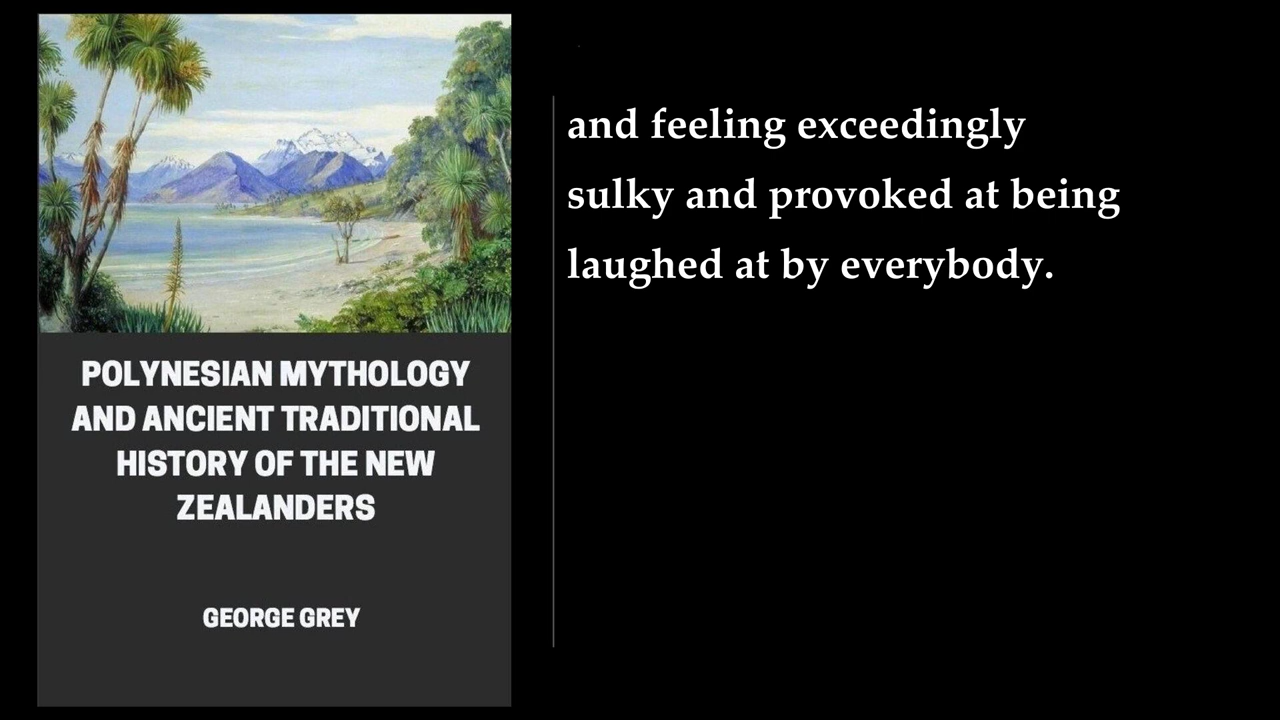 POLYNESIAN MYTHOLOGY
AND ANCIENT TRADITIONAL
HISTORY OF THE NEW
ZEALANDERS
GEORGE GREY
and feeling exceedingly
sulky and provoked at being
laughed at by everybody.